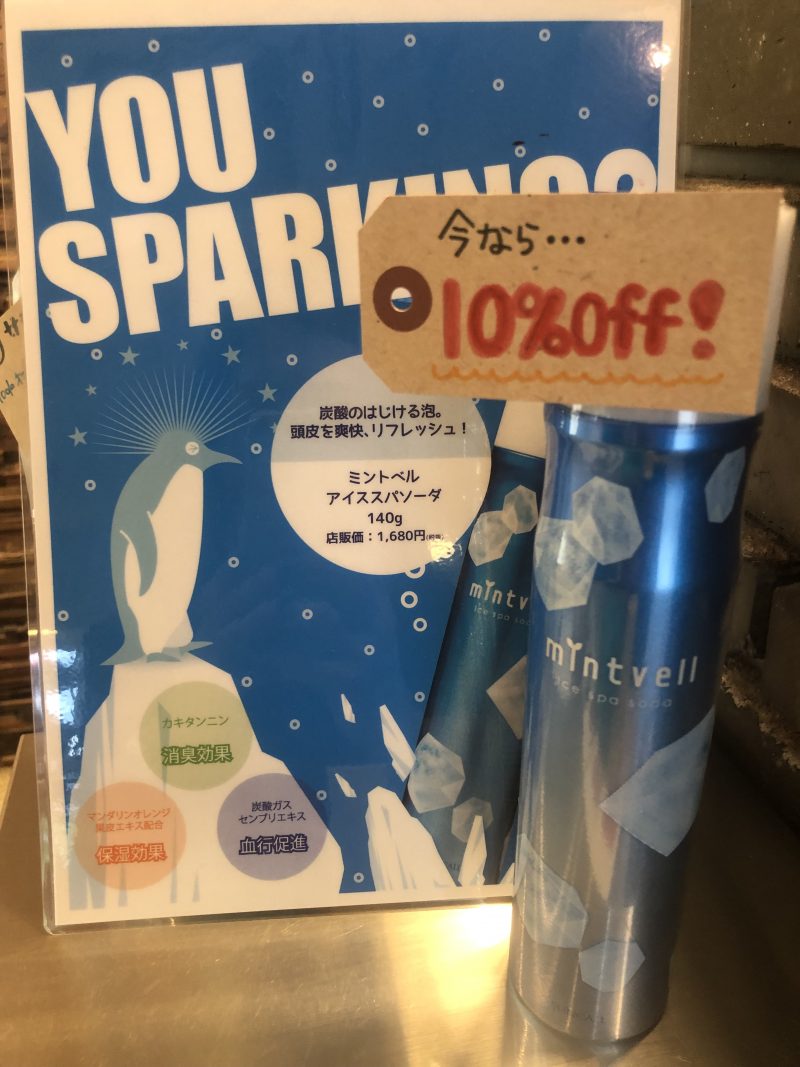 YOU
SPARKING?
今なら…
10%off!
炭酸のはじける泡。
頭皮を爽快、リフレッシュ！
ミントベル
アイススパソーダ
140g
店販価：1,680円
mintv
ice spa so
mintvell
ice spa soda
カキタンニン
消臭効果
マンダリンオレンジ
果皮エキス配合
保湿効果
炭酸ガス
センブリエキス
血行促進